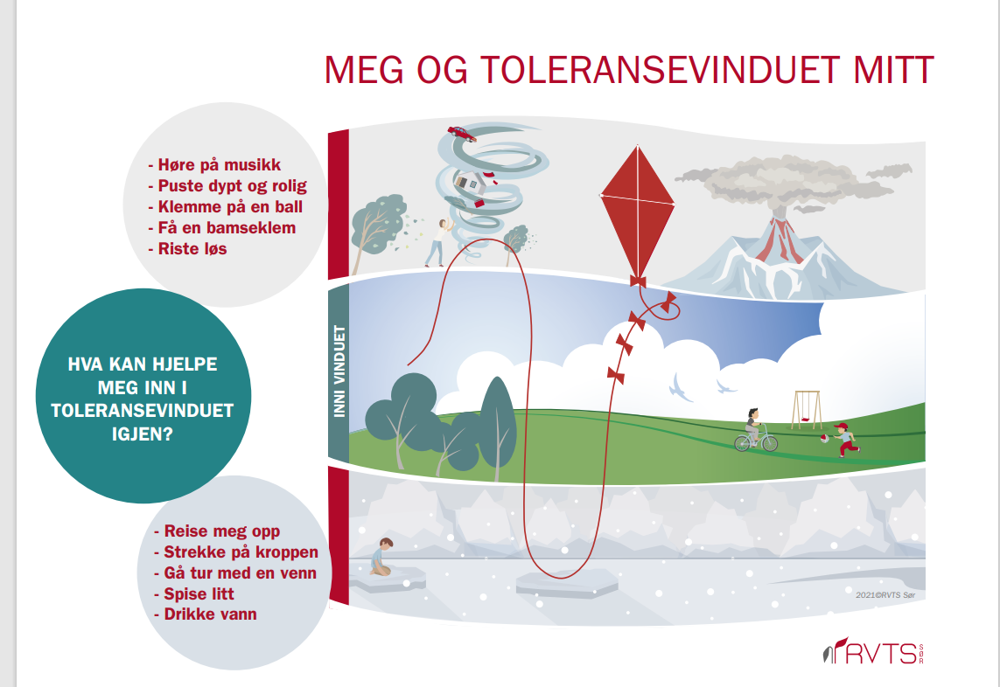 MEG OG TOLERANSEVINDUET MITT
- Høre på musikk
- Puste dypt og rolig
- Klemme på en ball
- Få en bamseklem
- Riste løs
HVA KAN HJELPE
MEG INN I
TOLERANSEVINDUET
IGJEN?
INNI VINDUET
- Reise meg opp
- Strekke på kroppen
- Gå tur med en venn
- Spise litt
- Drikke vann
2021©RVTS Sør
RVTS SØR